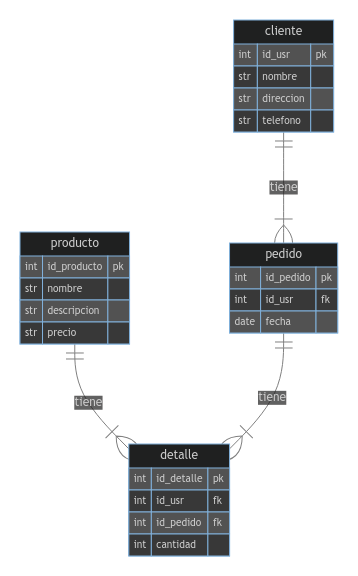 cliente
int id_usr pk
str nombre
str direccion
str telefono
tiene
producto
int id_producto pk
str nombre
str descripcion
str precio
pedido
int id_pedido pk
int id_usr fk
date fecha
tiene
tiene
detalle
int id_detalle pk
int id_usr fk
int id_pedido fk
int cantidad